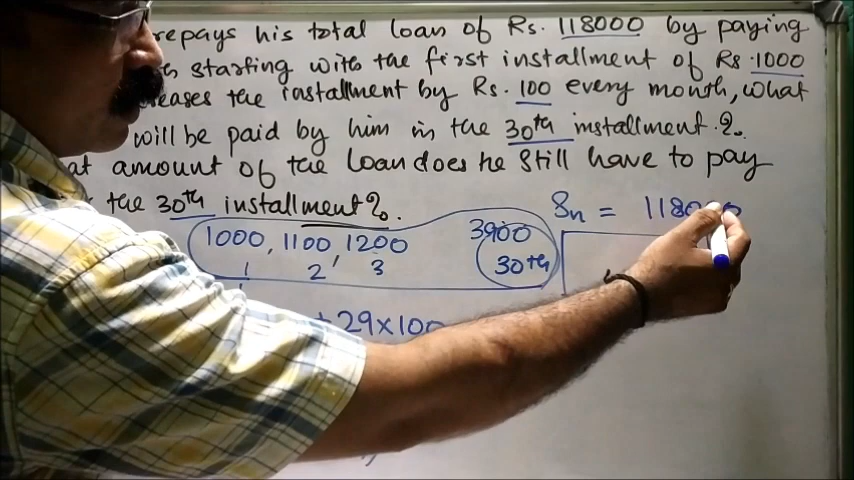 repays his total loan of Rs. 118000 by paying
starting with the first installment of Rs. 1000
the installment by Rs. 100 every month, what
will be paid by him in the 30th installment ?.
amount of the loan does he still have to pay
the 30th installment ?.
Sn = 118000
1000, 1100, 1200 3900
1 2 3 30th
+ 29×100